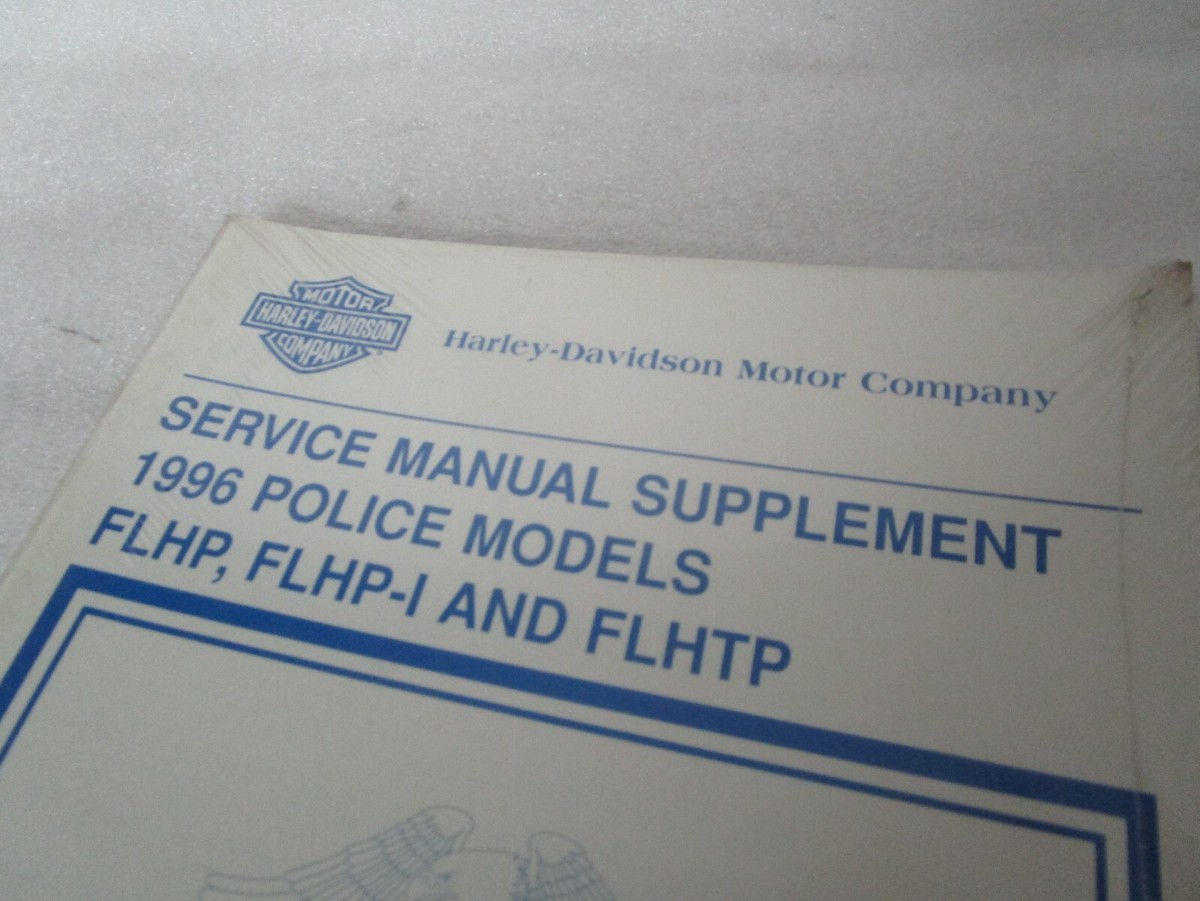 MOTOR
HARLEY-DAVIDSON
COMPANY
Harley-Davidson Motor Company
SERVICE MANUAL SUPPLEMENT
1996 POLICE MODELS
FLHP, FLHP-I AND FLHTP